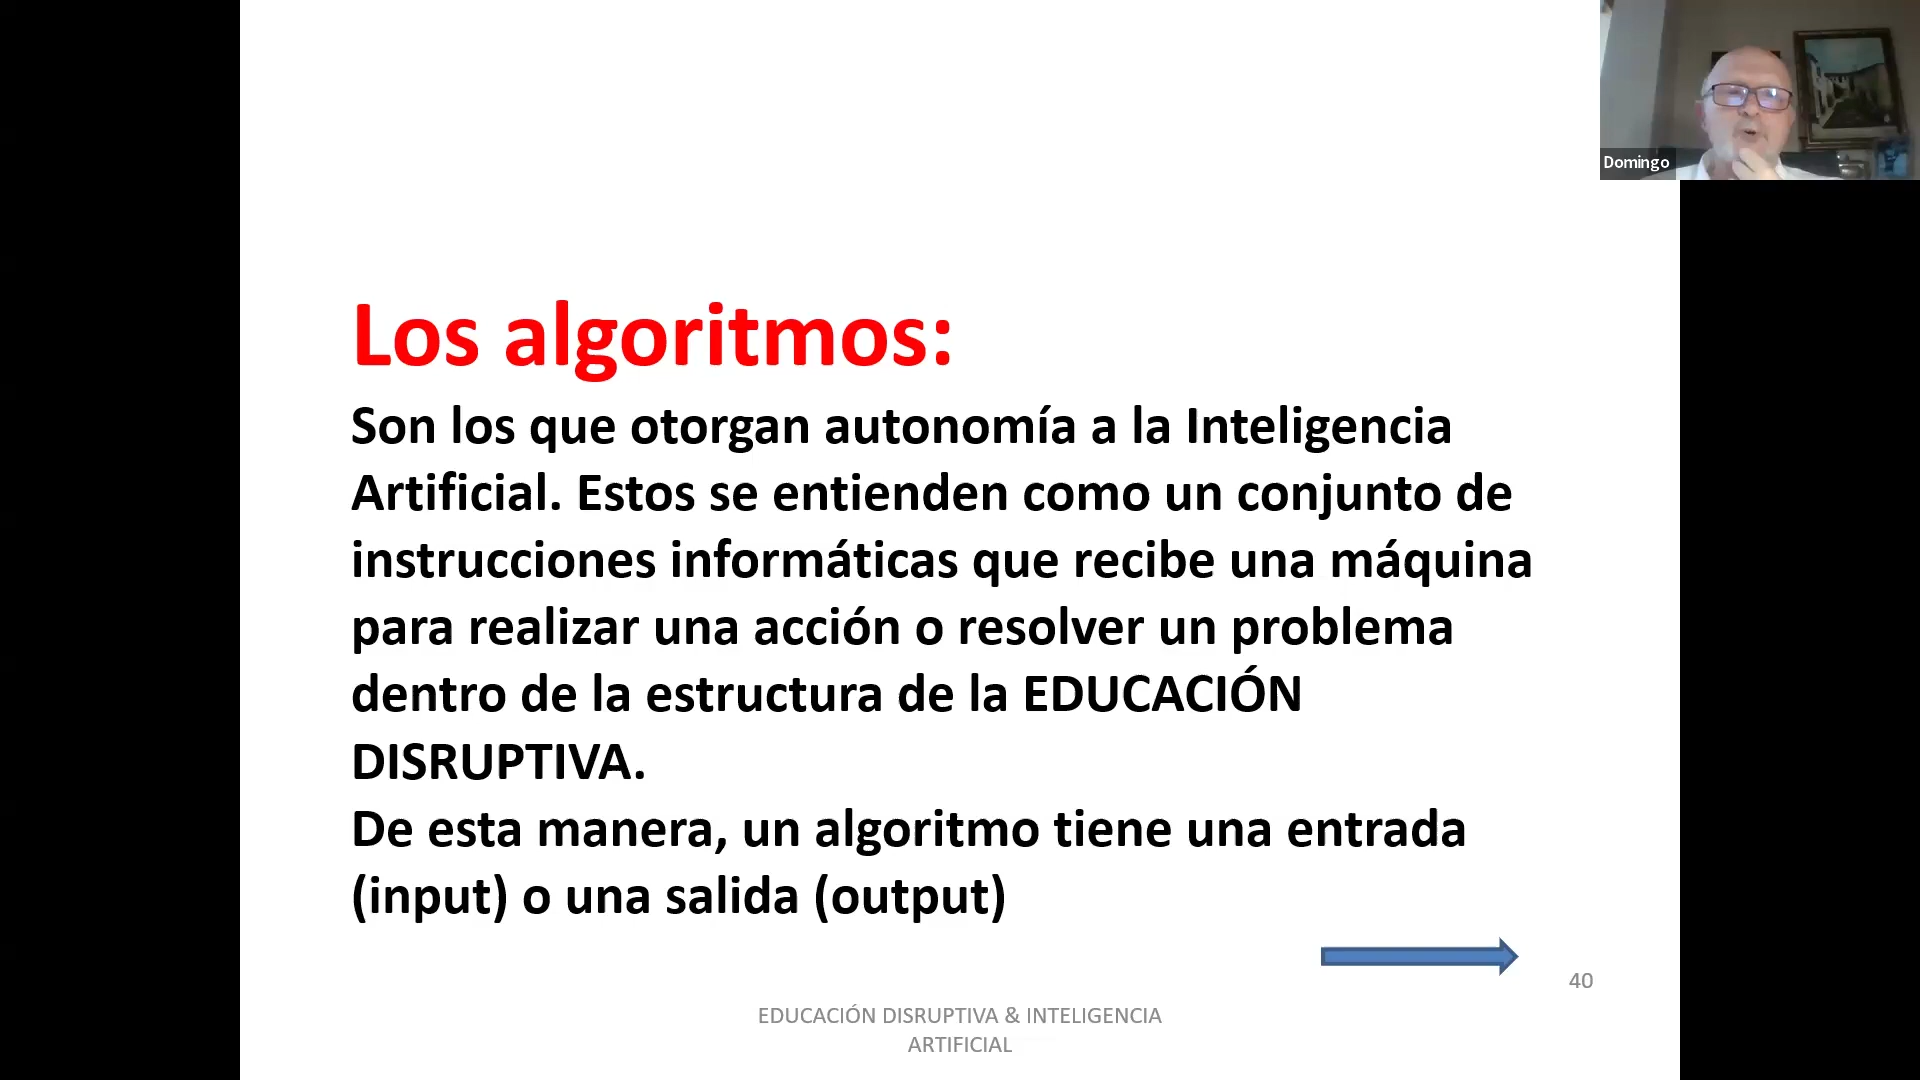 Domingo
Los algoritmos:
Son los que otorgan autonomía a la Inteligencia
Artificial. Estos se entienden como un conjunto de
instrucciones informáticas que recibe una máquina
para realizar una acción o resolver un problema
dentro de la estructura de la EDUCACIÓN
DISRUPTIVA.
De esta manera, un algoritmo tiene una entrada
(input) o una salida (output)
40
EDUCACIÓN DISRUPTIVA & INTELIGENCIA
ARTIFICIAL